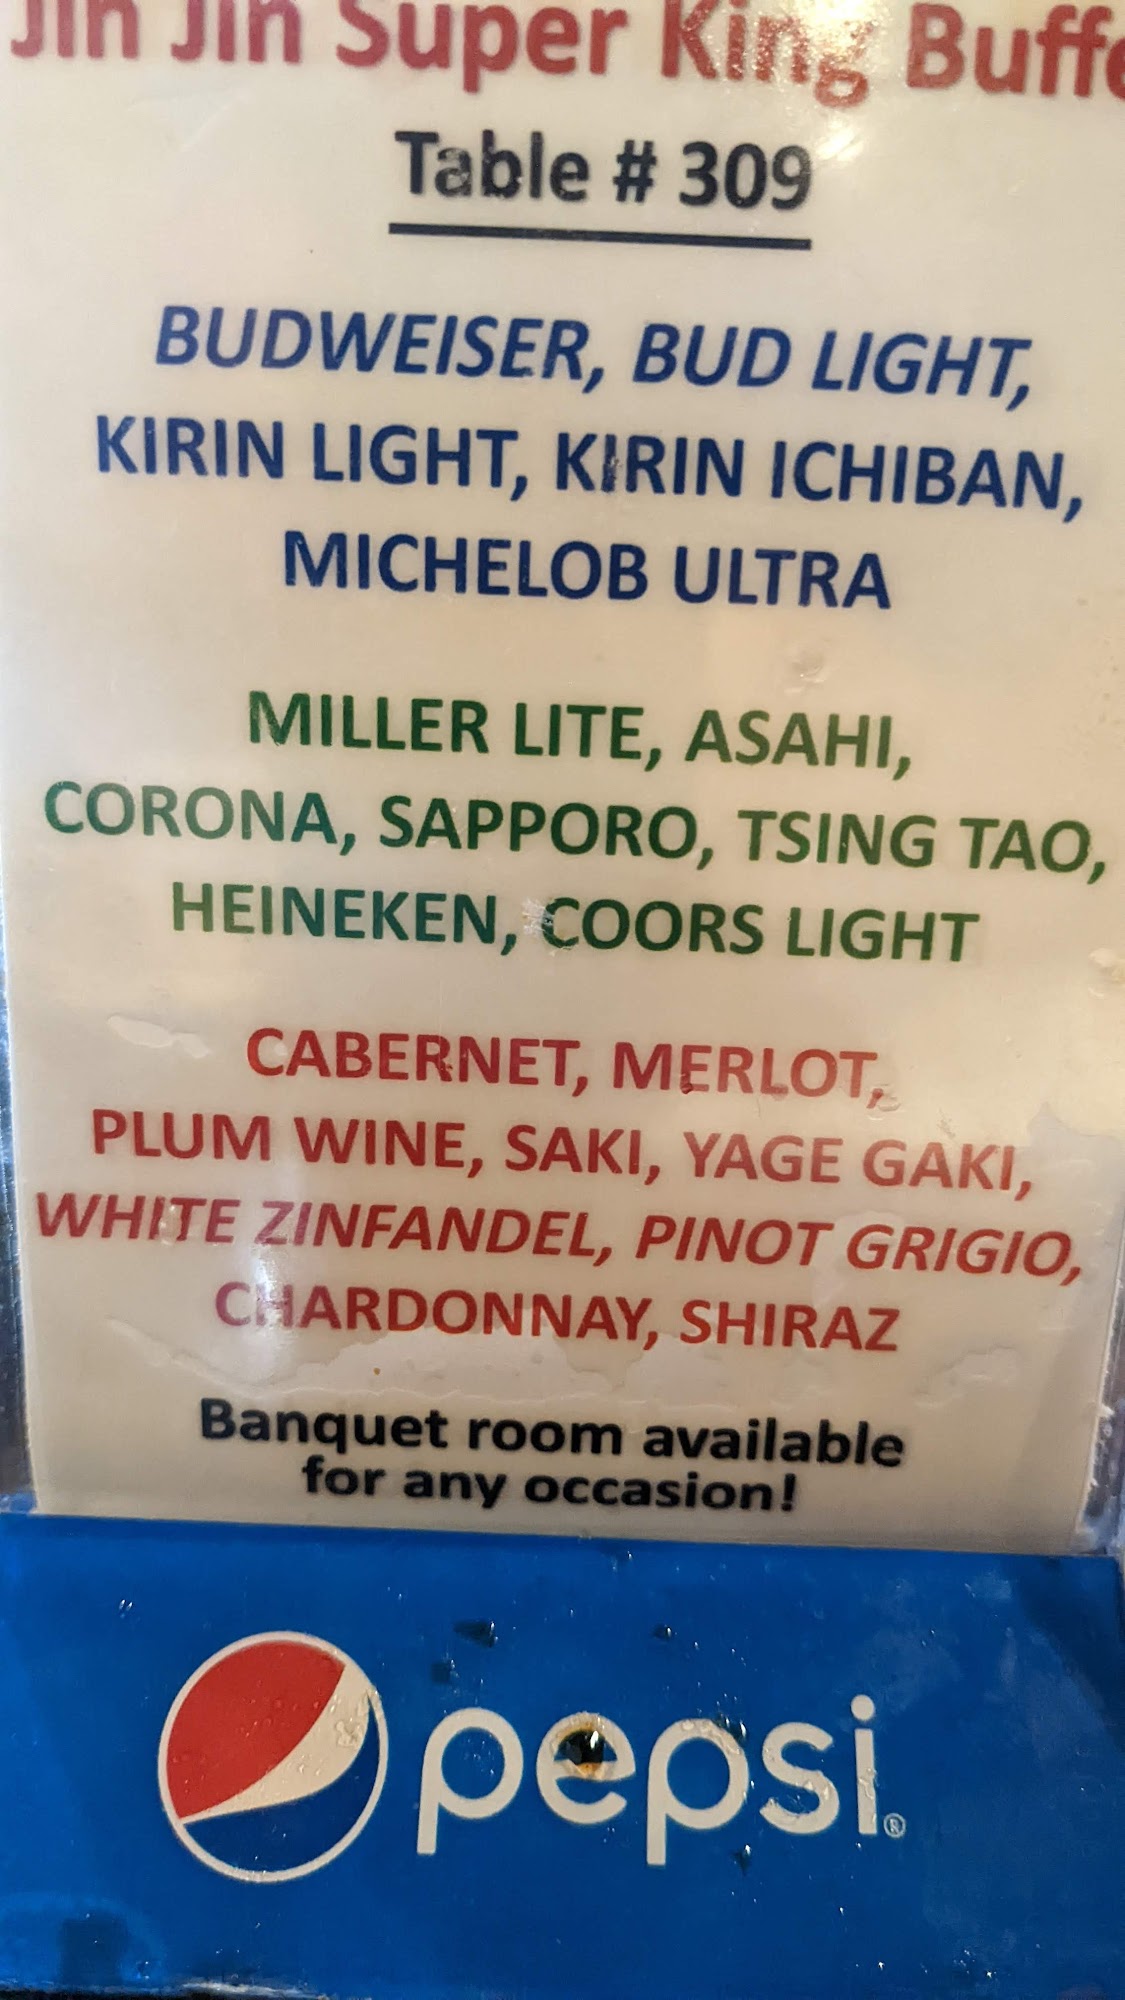 Jin Jin Super King Buffe
Table # 309
BUDWEISER, BUD LIGHT,
KIRIN LIGHT, KIRIN ICHIBAN,
MICHELOB ULTRA
MILLER LITE, ASAHI,
CORONA, SAPPORO, TSING TAO,
HEINEKEN, COORS LIGHT
CABERNET, MERLOT,
PLUM WINE, SAKI, YAGE GAKI,
WHITE ZINFANDEL, PINOT GRIGIO,
CHARDONNAY, SHIRAZ
Banquet room available
for any occasion!
pepsi®